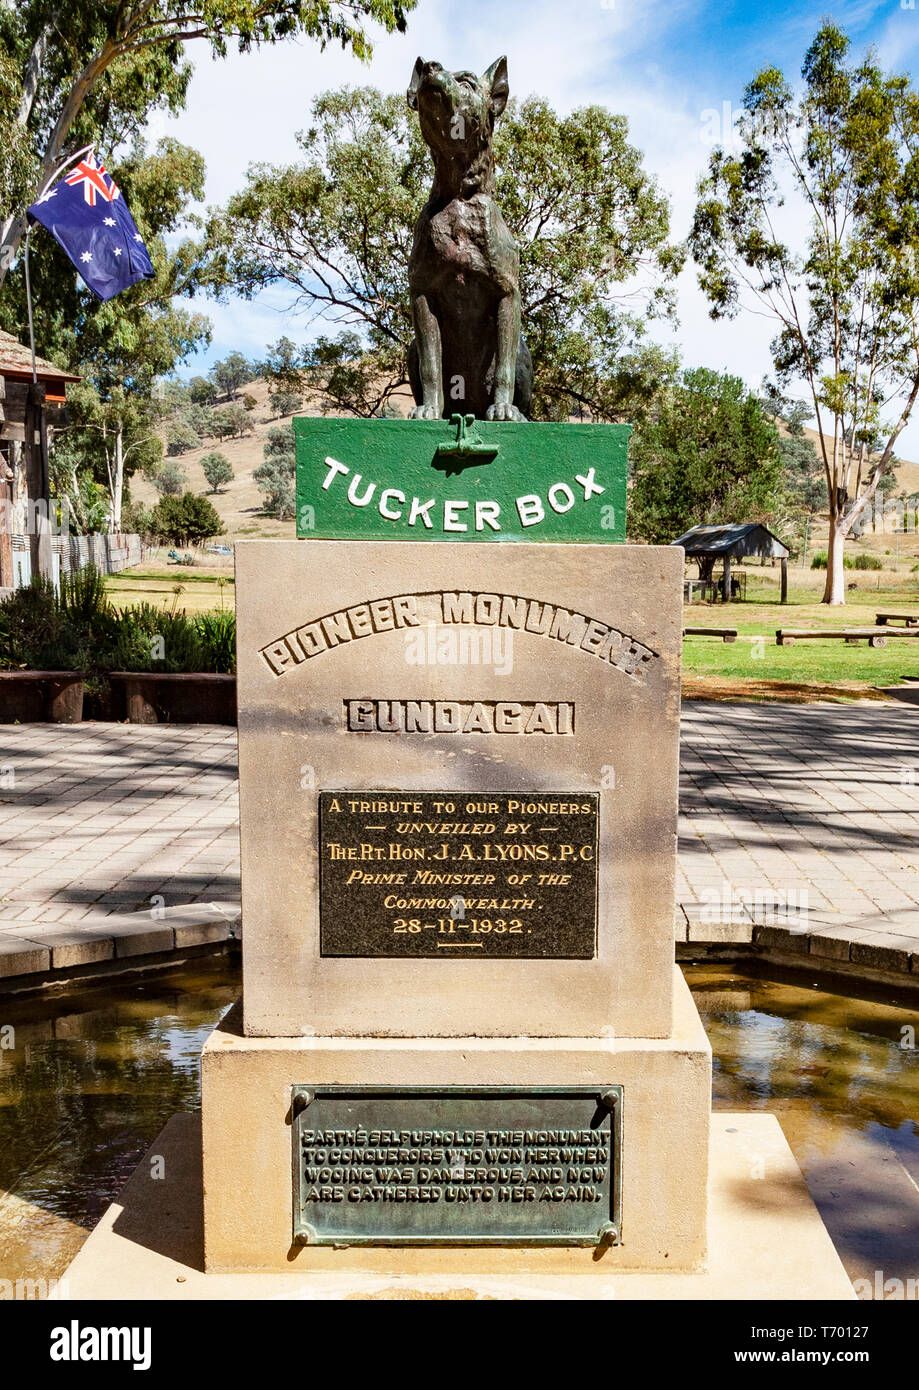 TUCKER BOX
PIONEER MONUMENT
GUNDAGAI
A TRIBUTE TO OUR PIONEERS
— UNVEILED BY —
THE RT. HON. J.A.LYONS.P.C
PRIME MINISTER OF THE
COMMONWEALTH.
28-11-1932.
EARTH'S SELF UPHOLDS THIS MONUMENT
TO CONQUERORS WHO WON HER WHEN
WOOING WAS DANGEROUS, AND NOW
ARE GATHERED UNTO HER AGAIN.
alamy
Image ID: T70127
www.alamy.com